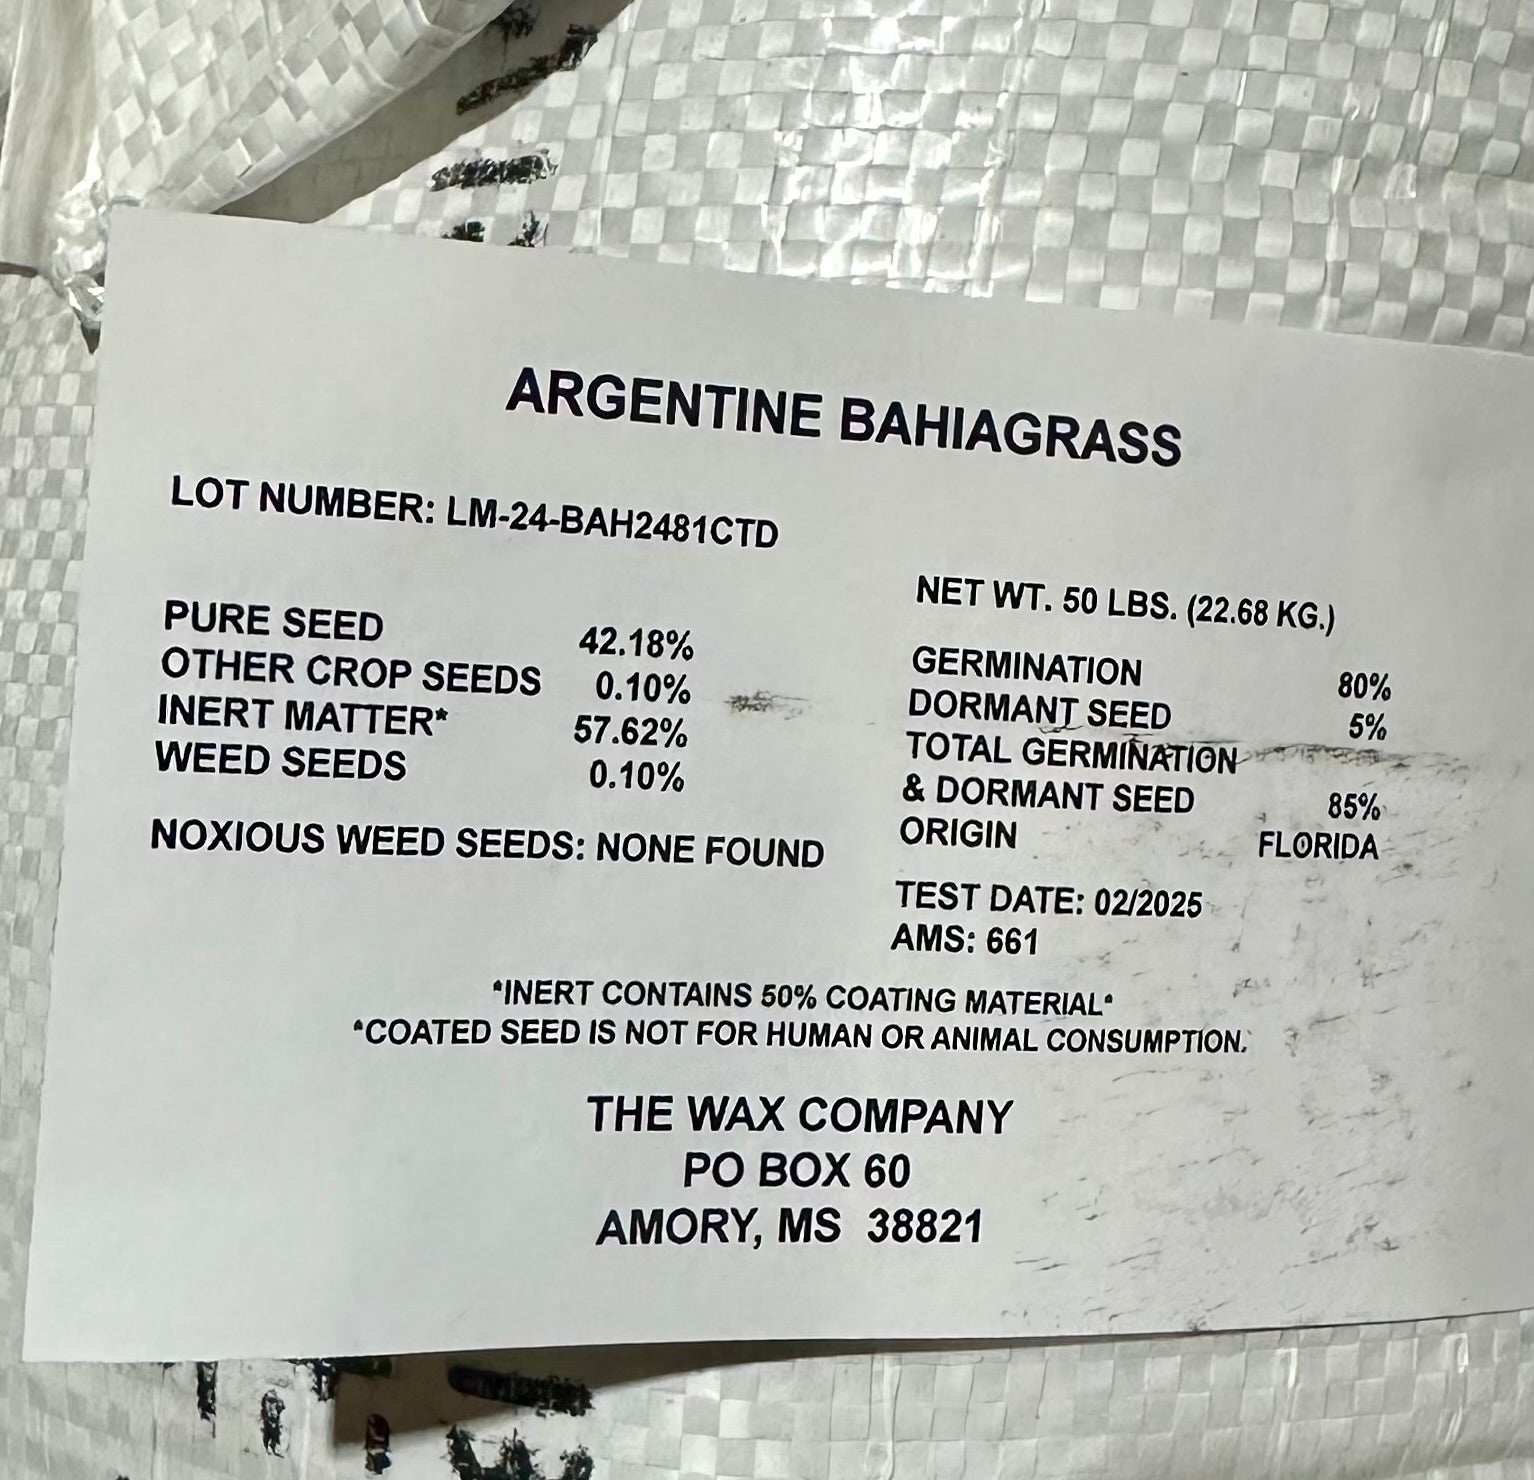 ARGENTINE BAHIAGRASS
LOT NUMBER: LM-24-BAH2481CTD
PURE SEED 42.18%
OTHER CROP SEEDS 0.10%
INERT MATTER* 57.62%
WEED SEEDS 0.10%
NOXIOUS WEED SEEDS: NONE FOUND
NET WT. 50 LBS. (22.68 KG.)
GERMINATION 80%
DORMANT SEED 5%
TOTAL GERMINATION
& DORMANT SEED 85%
ORIGIN FLORIDA
TEST DATE: 02/2025
AMS: 661
*INERT CONTAINS 50% COATING MATERIAL*
*COATED SEED IS NOT FOR HUMAN OR ANIMAL CONSUMPTION.
THE WAX COMPANY
PO BOX 60
AMORY, MS 38821